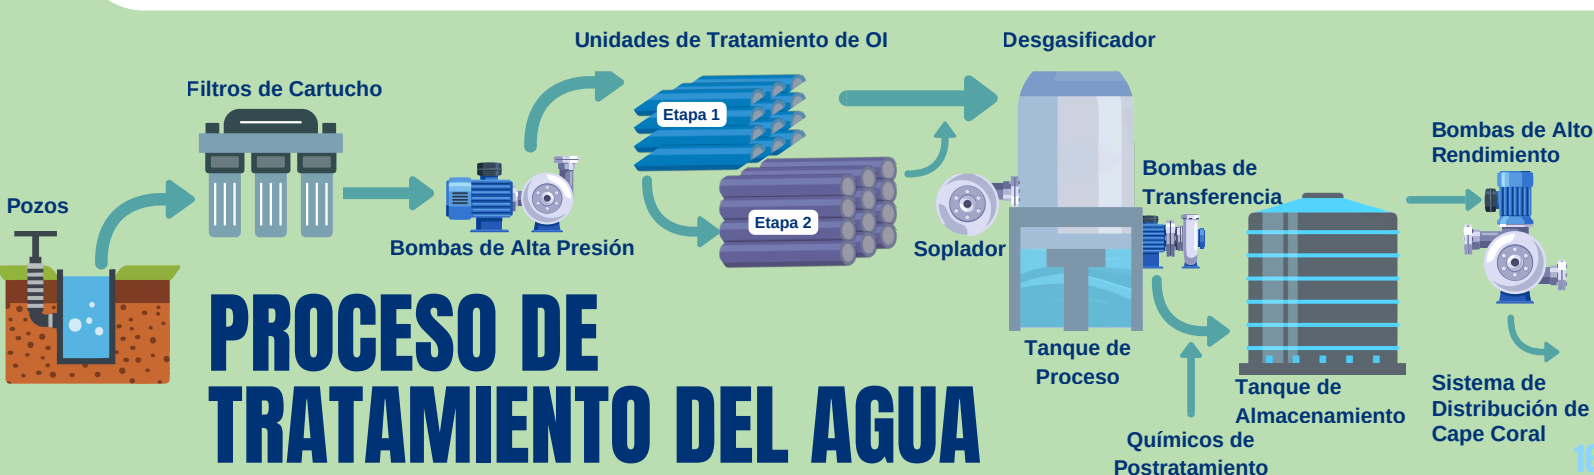 Pozos
Filtros de Cartucho
Bombas de Alta Presión
Unidades de Tratamiento de OI
Etapa 1
Etapa 2
Desgasificador
Soplador
Tanque de
Proceso
Bombas de
Transferencia
Químicos de
Postratamiento
Tanque de
Almacenamiento
Bombas de Alto
Rendimiento
Sistema de
Distribución de
Cape Coral
PROCESO DE
TRATAMIENTO DEL AGUA